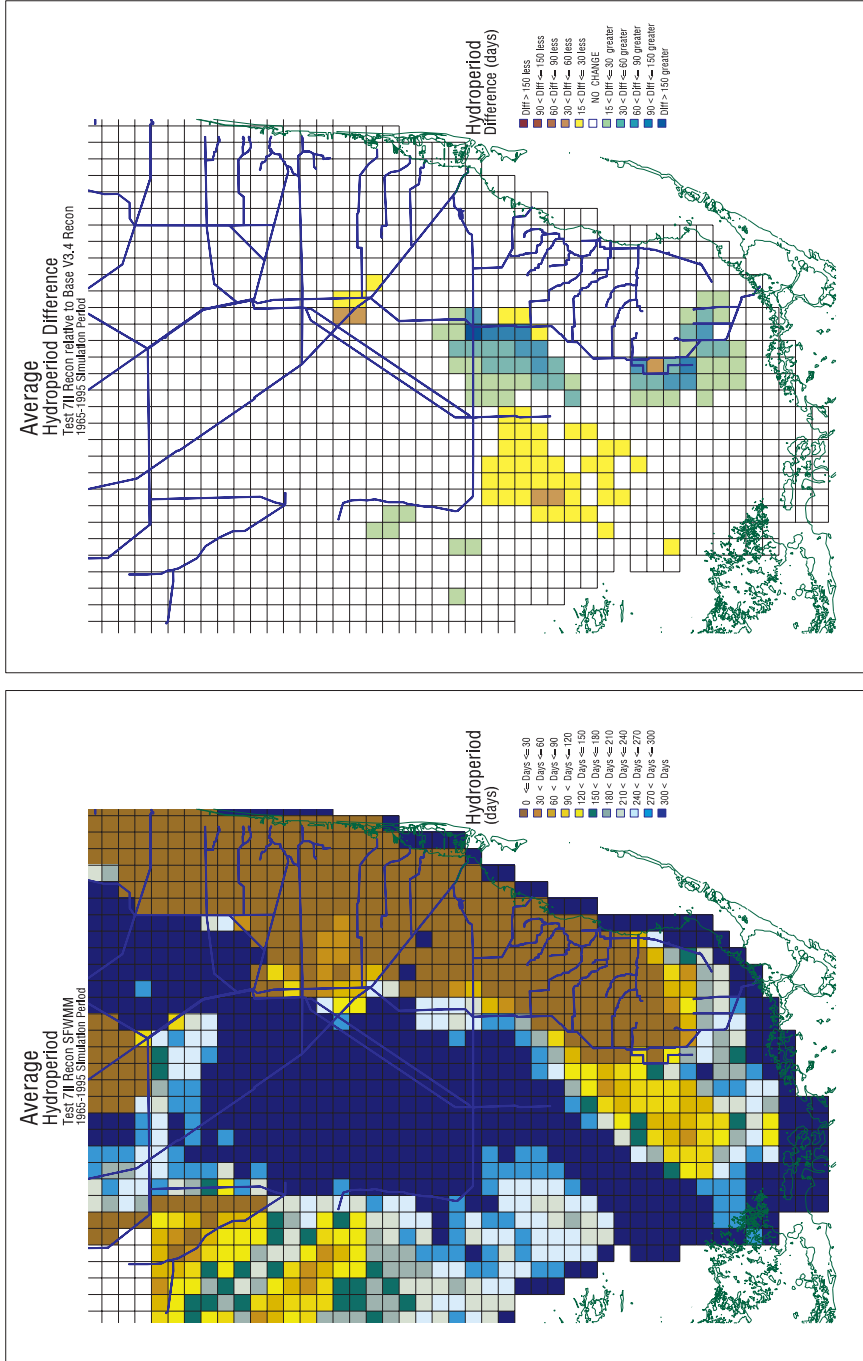 Average
Hydroperiod Difference
Test 7II Recon relative to Base V3.4 Recon
1965-1995 Simulation Period
Hydroperiod
Difference (days)
Diff > 150 less
90 < Diff <= 150 less
60 < Diff <= 90 less
30 < Diff <= 60 less
15 < Diff <= 30 less
NO CHANGE
15 < Diff <= 30 greater
30 < Diff <= 60 greater
60 < Diff <= 90 greater
90 < Diff <= 150 greater
Diff > 150 greater
Average
Hydroperiod
Test 7II Recon SFWMM
1965-1995 Simulation Period
Hydroperiod
(days)
0 <= Days <= 30
30 < Days <= 60
60 < Days <= 90
90 < Days <= 120
120 < Days <= 150
150 < Days <= 180
180 < Days <= 210
210 < Days <= 240
240 < Days <= 270
270 < Days <= 300
300 < Days